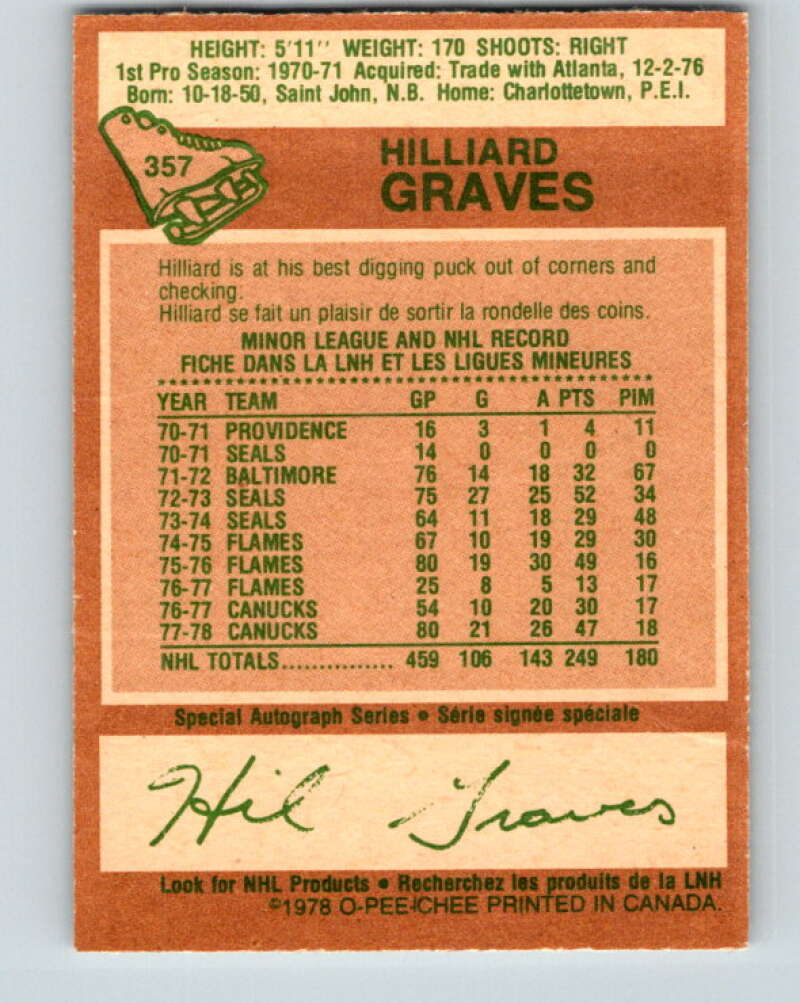 HEIGHT: 5'11'' WEIGHT: 170 SHOOTS: RIGHT
1st Pro Season: 1970-71 Acquired: Trade with Atlanta, 12-2-76
Born: 10-18-50, Saint John, N.B. Home: Charlottetown, P.E.I.
357
HILLIARD
GRAVES
Hilliard is at his best digging puck out of corners and
checking.
Hilliard se fait un plaisir de sortir la rondelle des coins.
MINOR LEAGUE AND NHL RECORD
FICHE DANS LA LNH ET LES LIGUES MINEURES
YEAR TEAM GP G A PTS PIM
70-71 PROVIDENCE 16 3 1 4 11
70-71 SEALS 14 0 0 0 0
71-72 BALTIMORE 76 14 18 32 67
72-73 SEALS 75 27 25 52 34
73-74 SEALS 64 11 18 29 48
74-75 FLAMES 67 10 19 29 30
75-76 FLAMES 80 19 30 49 16
76-77 FLAMES 25 8 5 13 17
76-77 CANUCKS 54 10 20 30 17
77-78 CANUCKS 80 21 26 47 18
NHL TOTALS............... 459 106 143 249 180
Special Autograph Series • Série signée spéciale
Hil Graves
Look for NHL Products • Recherchez les produits de la LNH
©1978 O-PEE-CHEE PRINTED IN CANADA.